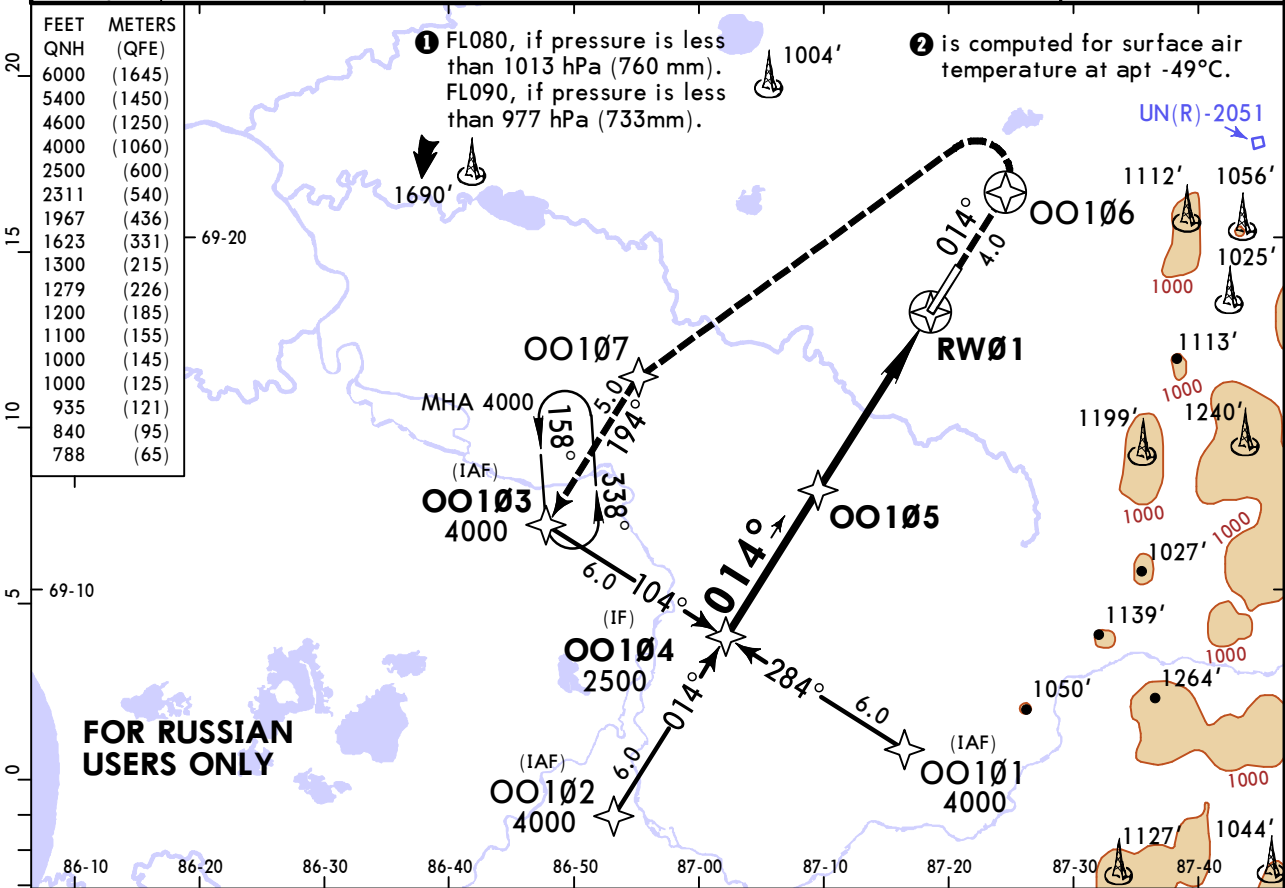 FEET METERS
QNH (QFE)
6000 (1645)
5400 (1450)
4600 (1250)
4000 (1060)
2500 (600)
2311 (540)
1967 (436)
1623 (331)
1300 (215)
1279 (226)
1200 (185)
1100 (155)
1000 (145)
1000 (125)
935 (121)
840 (95)
788 (65)
1 FL080, if pressure is less
than 1013 hPa (760 mm).
FL090, if pressure is less
than 977 hPa (733mm).
2 is computed for surface air
temperature at apt -49°C.
1004'
UN(R)-2051
1690'
1112'
1056'
1025'
1000
20
15
10
5
0
69-20
69-10
OO1Ø6
014°
4.0
RWØ1
OO1Ø7
5.0
194°
MHA 4000
158°
338°
(IAF)
OO1Ø3
4000
6.0
104°
(IF)
OO1Ø4
2500
014°
OO1Ø5
1113'
1000
1199'
1240'
1000
1000
1027'
1139'
1000
284°
6.0
(IAF)
OO1Ø1
4000
1050'
1264'
1000
014°
6.0
(IAF)
OO1Ø2
4000
FOR RUSSIAN
USERS ONLY
1127'
1044'
86-10
86-20
86-30
86-40
86-50
87-00
87-10
87-20
87-30
87-40